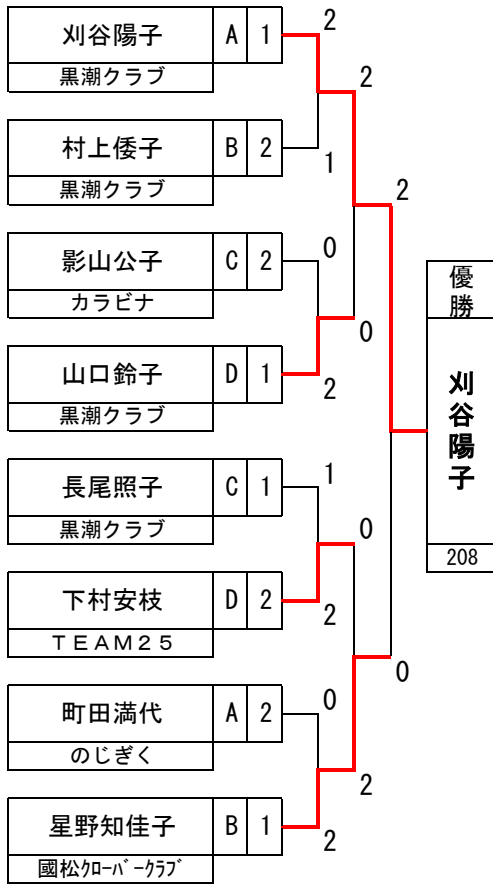 刈谷陽子 A 1
黒潮クラブ
村上倭子 B 2
黒潮クラブ
影山公子 C 2
カラビナ
山口鈴子 D 1
黒潮クラブ
長尾照子 C 1
黒潮クラブ
下村安枝 D 2
ＴＥＡＭ２５
町田満代 A 2
のじぎく
星野知佳子 B 1
國松ｸﾛｰﾊﾞｰｸﾗﾌﾞ
2
1
0
2
1
2
0
2
2
0
0
2
2
0
優勝
刈谷陽子
208